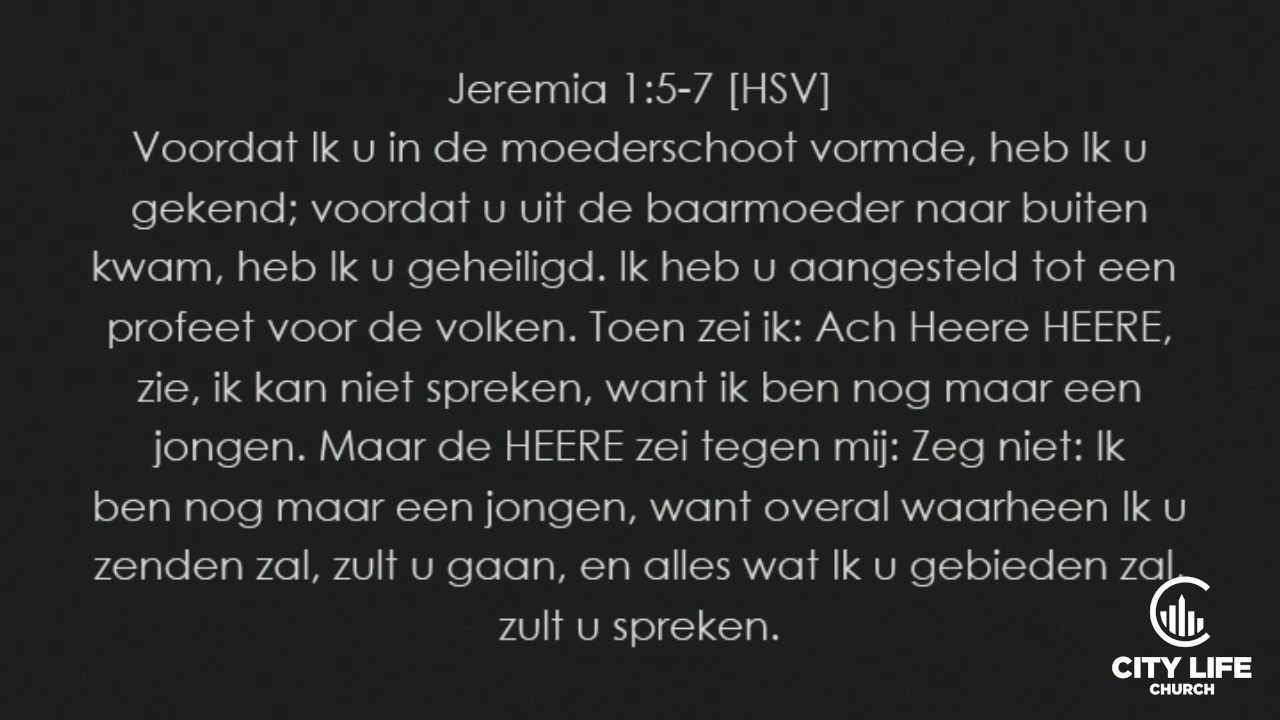 Jeremia 1:5-7 [HSV]
Voordat Ik u in de moederschoot vormde, heb Ik u
gekend; voordat u uit de baarmoeder naar buiten
kwam, heb Ik u geheiligd. Ik heb u aangesteld tot een
profeet voor de volken. Toen zei ik: Ach Heere HEERE,
zie, ik kan niet spreken, want ik ben nog maar een
jongen. Maar de HEERE zei tegen mij: Zeg niet: Ik
ben nog maar een jongen, want overal waarheen Ik u
zenden zal, zult u gaan, en alles wat Ik u gebieden zal,
zult u spreken.
CITY LIFE
CHURCH